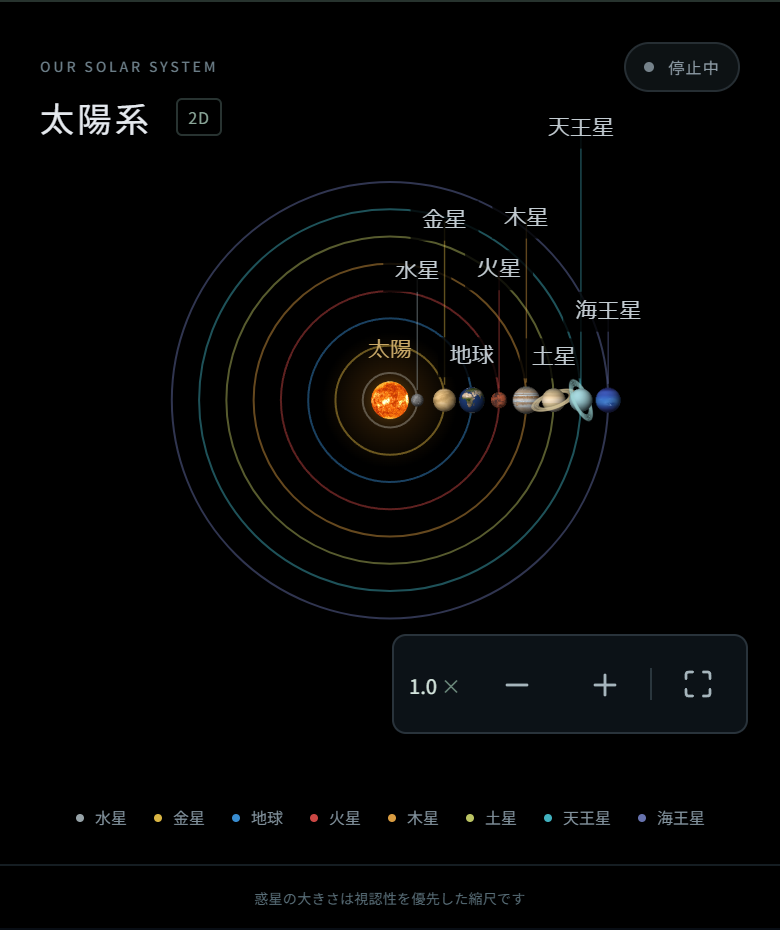 OUR SOLAR SYSTEM
停止中
太陽系 2D
天王星
金星
木星
水星
火星
海王星
太陽
地球
土星
1.0 ×
水星 金星 地球 火星 木星 土星 天王星 海王星
惑星の大きさは視認性を優先した縮尺です